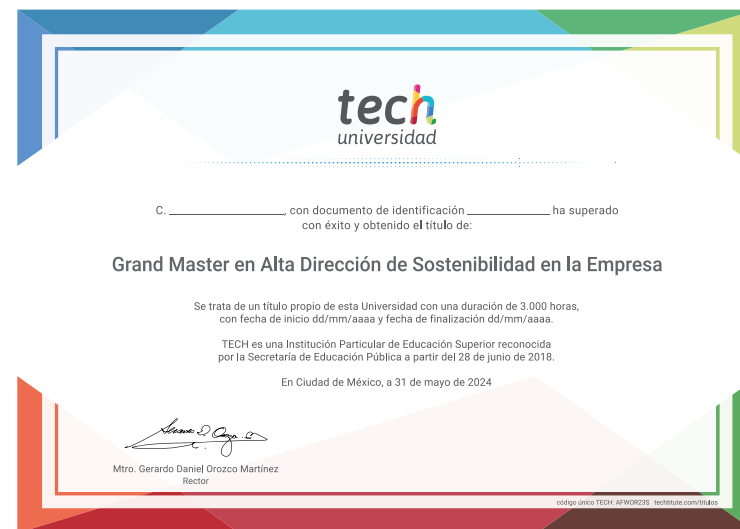 tech
universidad
C. ____________________, con documento de identificación ______________ ha superado
con éxito y obtenido el título de:
Grand Master en Alta Dirección de Sostenibilidad en la Empresa
Se trata de un título propio de esta Universidad con una duración de 3.000 horas,
con fecha de inicio dd/mm/aaaa y fecha de finalización dd/mm/aaaa.
TECH es una Institución Particular de Educación Superior reconocida
por la Secretaría de Educación Pública a partir del 28 de junio de 2018.
En Ciudad de México, a 31 de mayo de 2024
Mtro. Gerardo Daniel Orozco Martínez
Rector
código único TECH: AFWOR23S techtitute.com/titulos